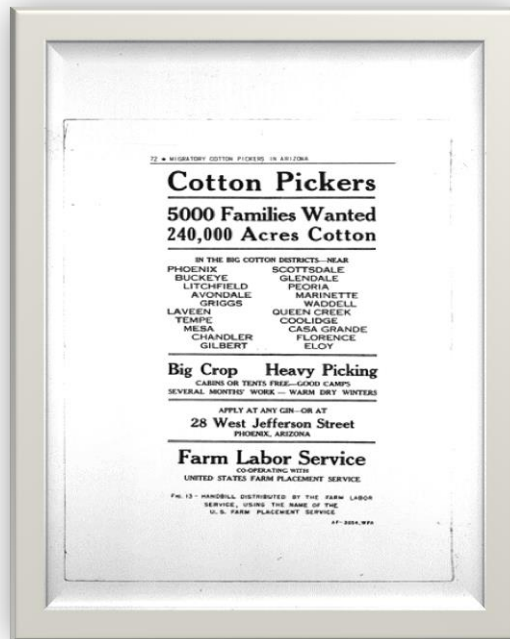 72 • MIGRATORY COTTON PICKERS IN ARIZONA
Cotton Pickers
5000 Families Wanted
240,000 Acres Cotton
IN THE BIG COTTON DISTRICTS—NEAR
PHOENIX SCOTTSDALE
BUCKEYE GLENDALE
LITCHFIELD PEORIA
AVONDALE MARINETTE
GRIGGS WADDELL
LAVEEN QUEEN CREEK
TEMPE COOLIDGE
MESA CASA GRANDE
CHANDLER FLORENCE
GILBERT ELOY
Big Crop Heavy Picking
CABINS OR TENTS FREE—GOOD CAMPS
SEVERAL MONTHS' WORK — WARM DRY WINTERS
APPLY AT ANY GIN—OR AT
28 West Jefferson Street
PHOENIX, ARIZONA
Farm Labor Service
CO-OPERATING WITH
UNITED STATES FARM PLACEMENT SERVICE
FIG. 13 - HANDBILL DISTRIBUTED BY THE FARM LABOR
SERVICE, USING THE NAME OF THE
U. S. FARM PLACEMENT SERVICE
AF-3254, WPA